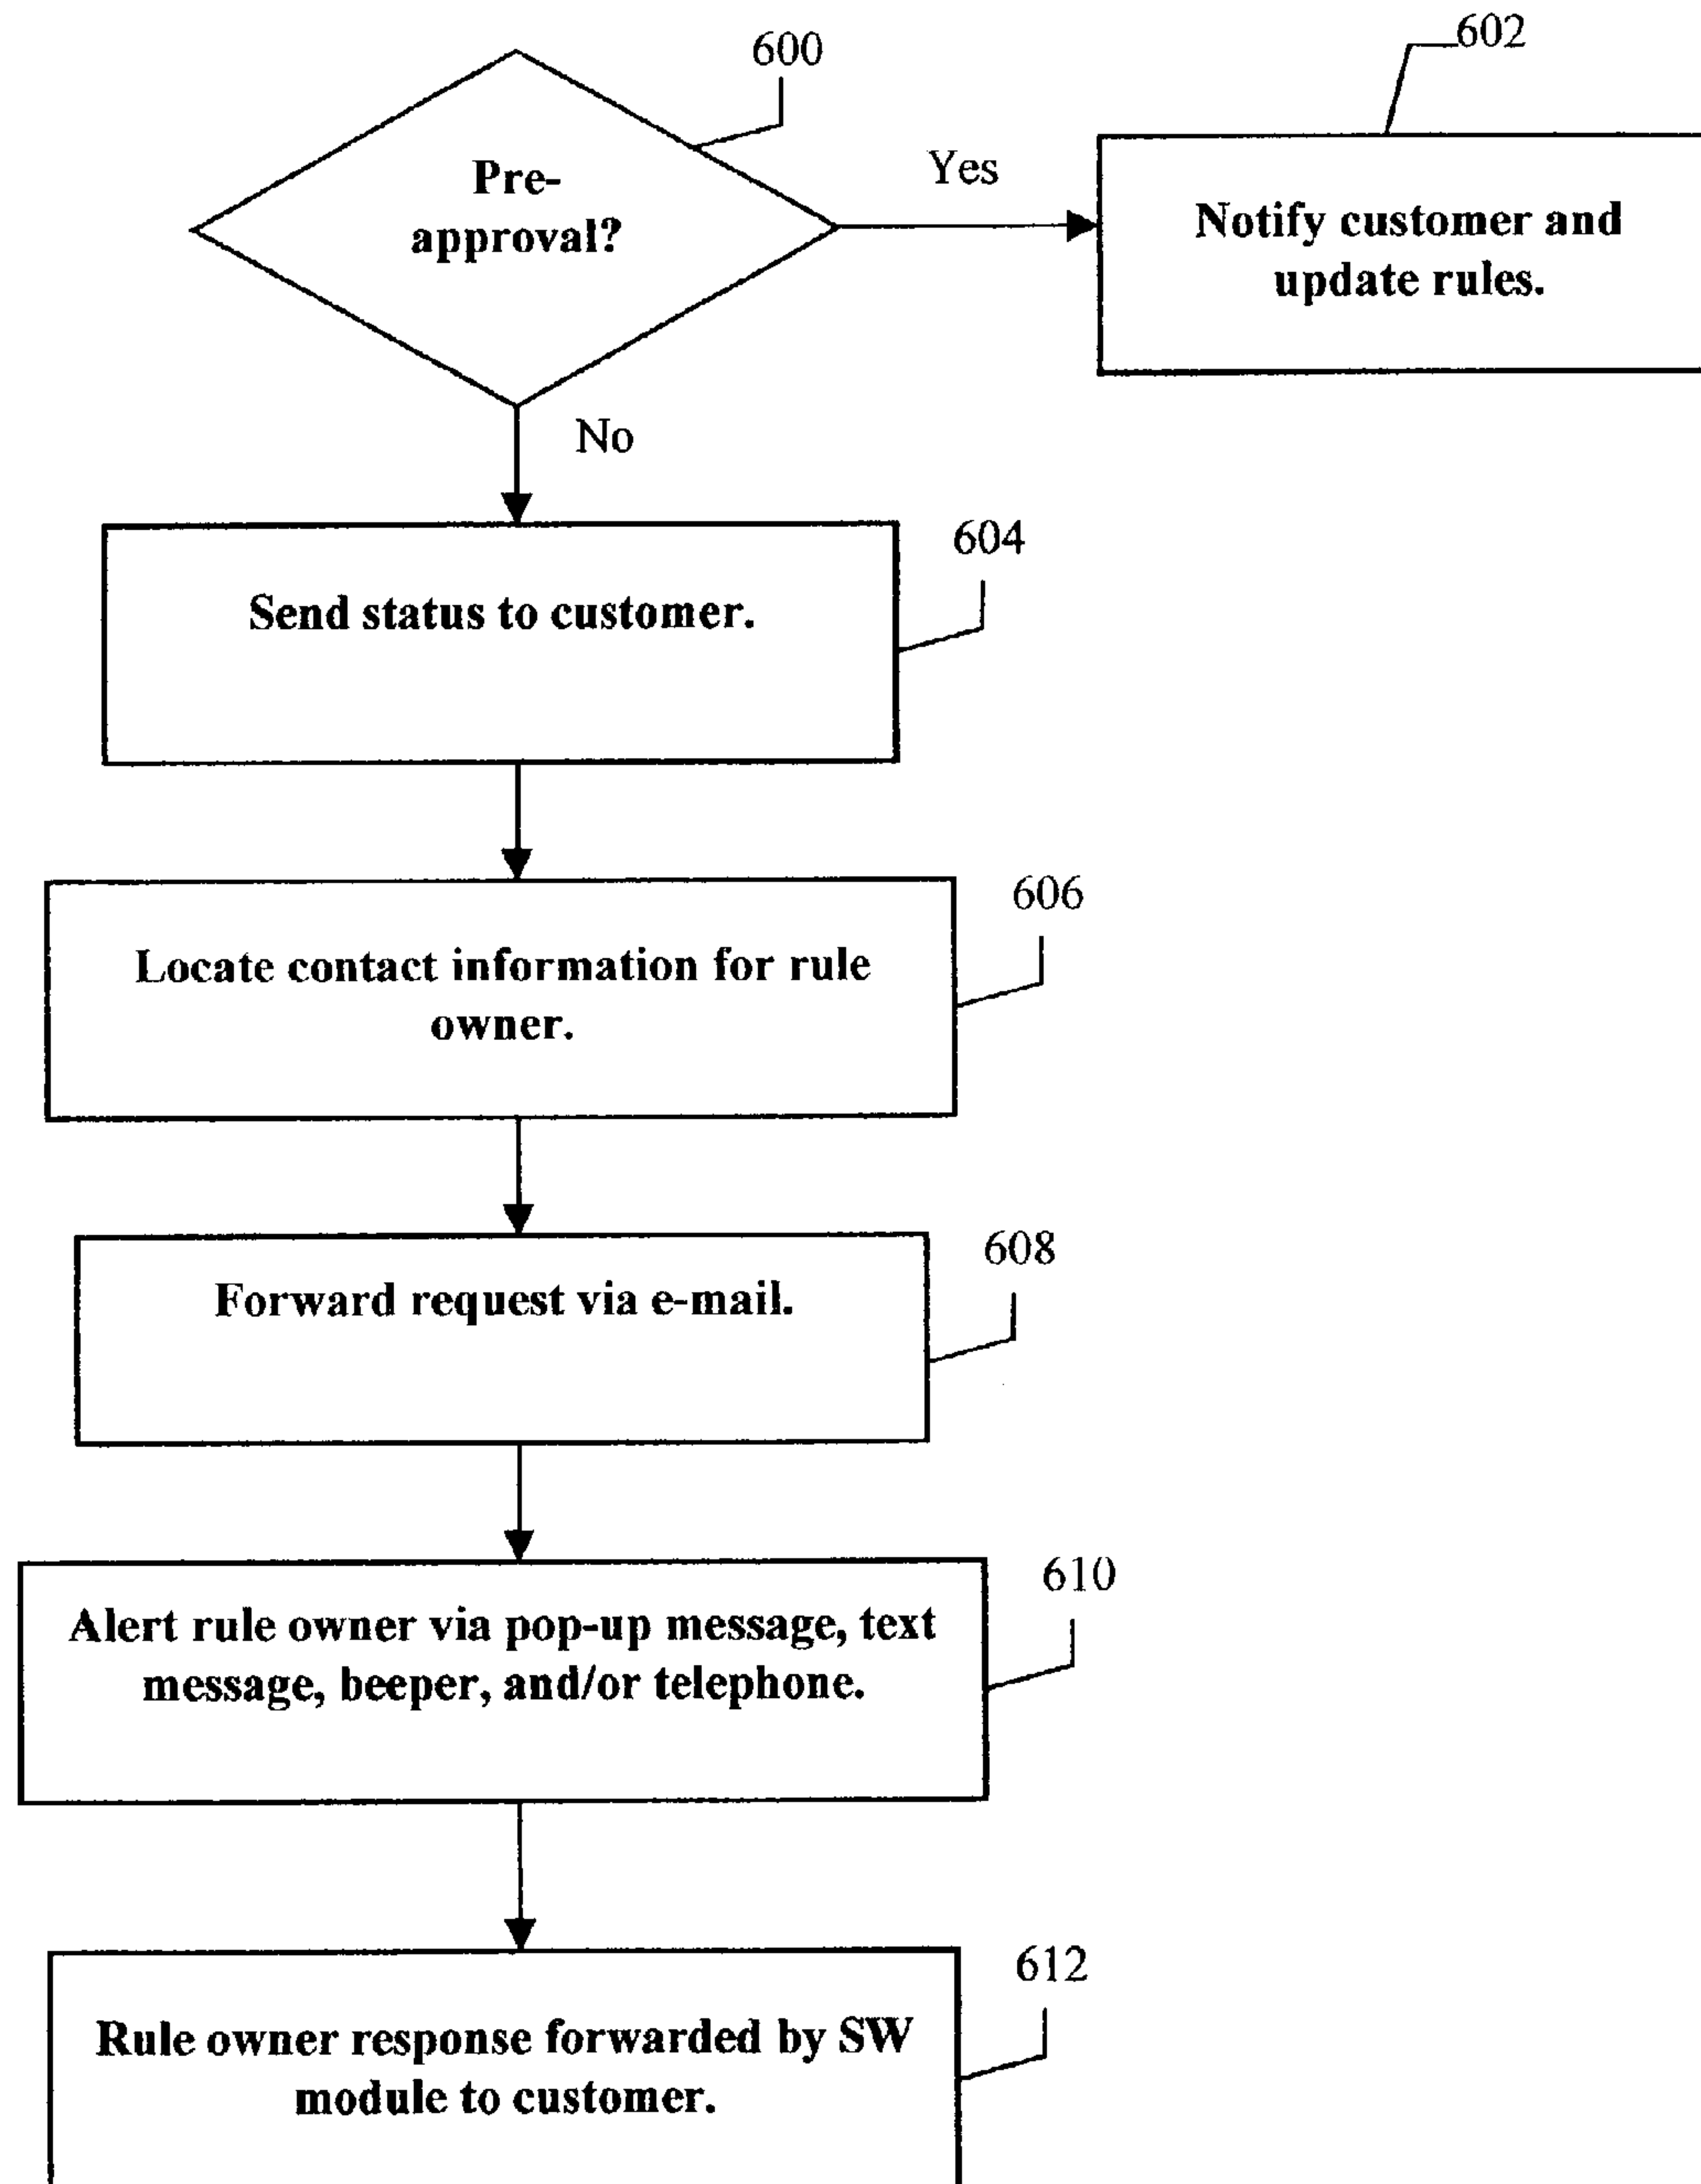 600
602
Pre-
approval?
Yes
Notify customer and
update rules.
No
604
Send status to customer.
606
Locate contact information for rule
owner.
608
Forward request via e-mail.
610
Alert rule owner via pop-up message, text
message, beeper, and/or telephone.
612
Rule owner response forwarded by SW
module to customer.